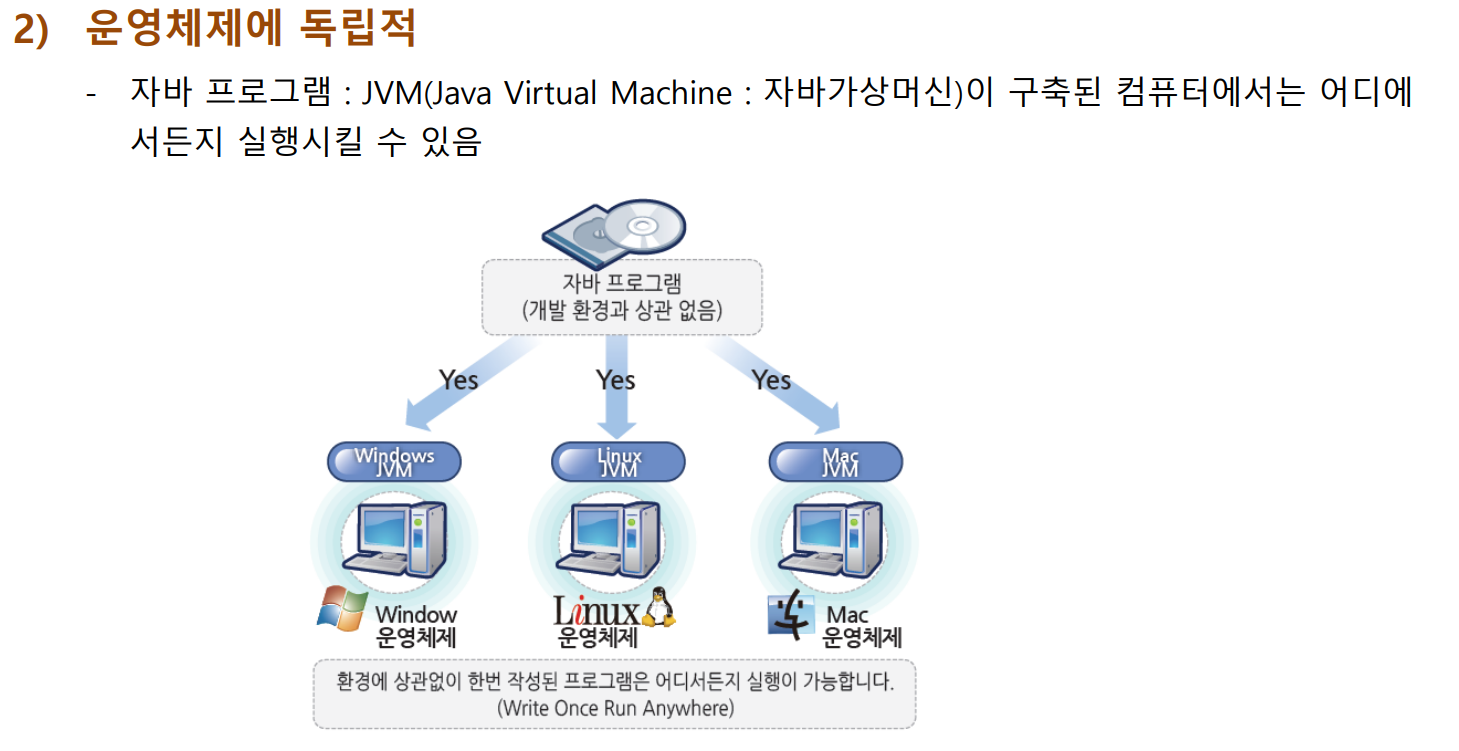 2) 운영체제에 독립적
- 자바 프로그램 : JVM(Java Virtual Machine : 자바가상머신)이 구축된 컴퓨터에서는 어디에
서든지 실행시킬 수 있음
자바 프로그램
(개발 환경과 상관 없음)
Yes Yes Yes
Windows
JVM
Linux
JVM
Mac
JVM
Window
운영체제
Linux
운영체제
Mac
운영체제
환경에 상관없이 한번 작성된 프로그램은 어디서든지 실행이 가능합니다.
(Write Once Run Anywhere)